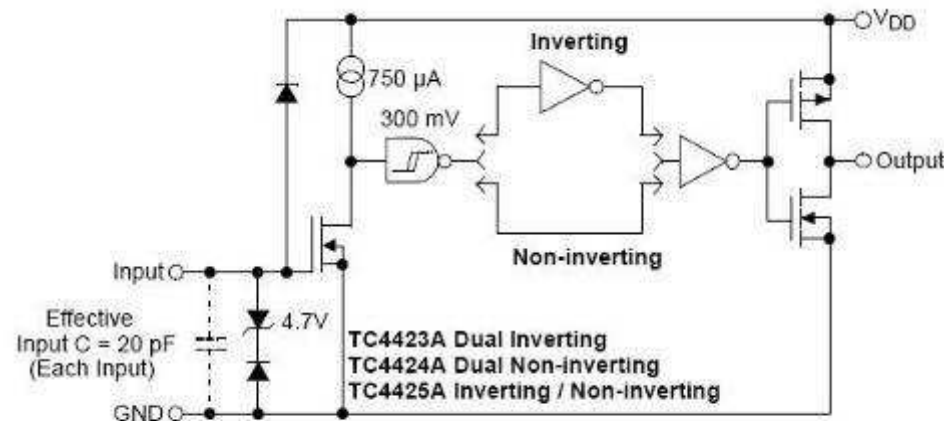 V_DD
Inverting
750 µA
300 mV
Output
Non-inverting
Input
4.7V
Effective
Input C = 20 pF
(Each Input)
TC4423A Dual Inverting
TC4424A Dual Non-inverting
TC4425A Inverting / Non-inverting
GND